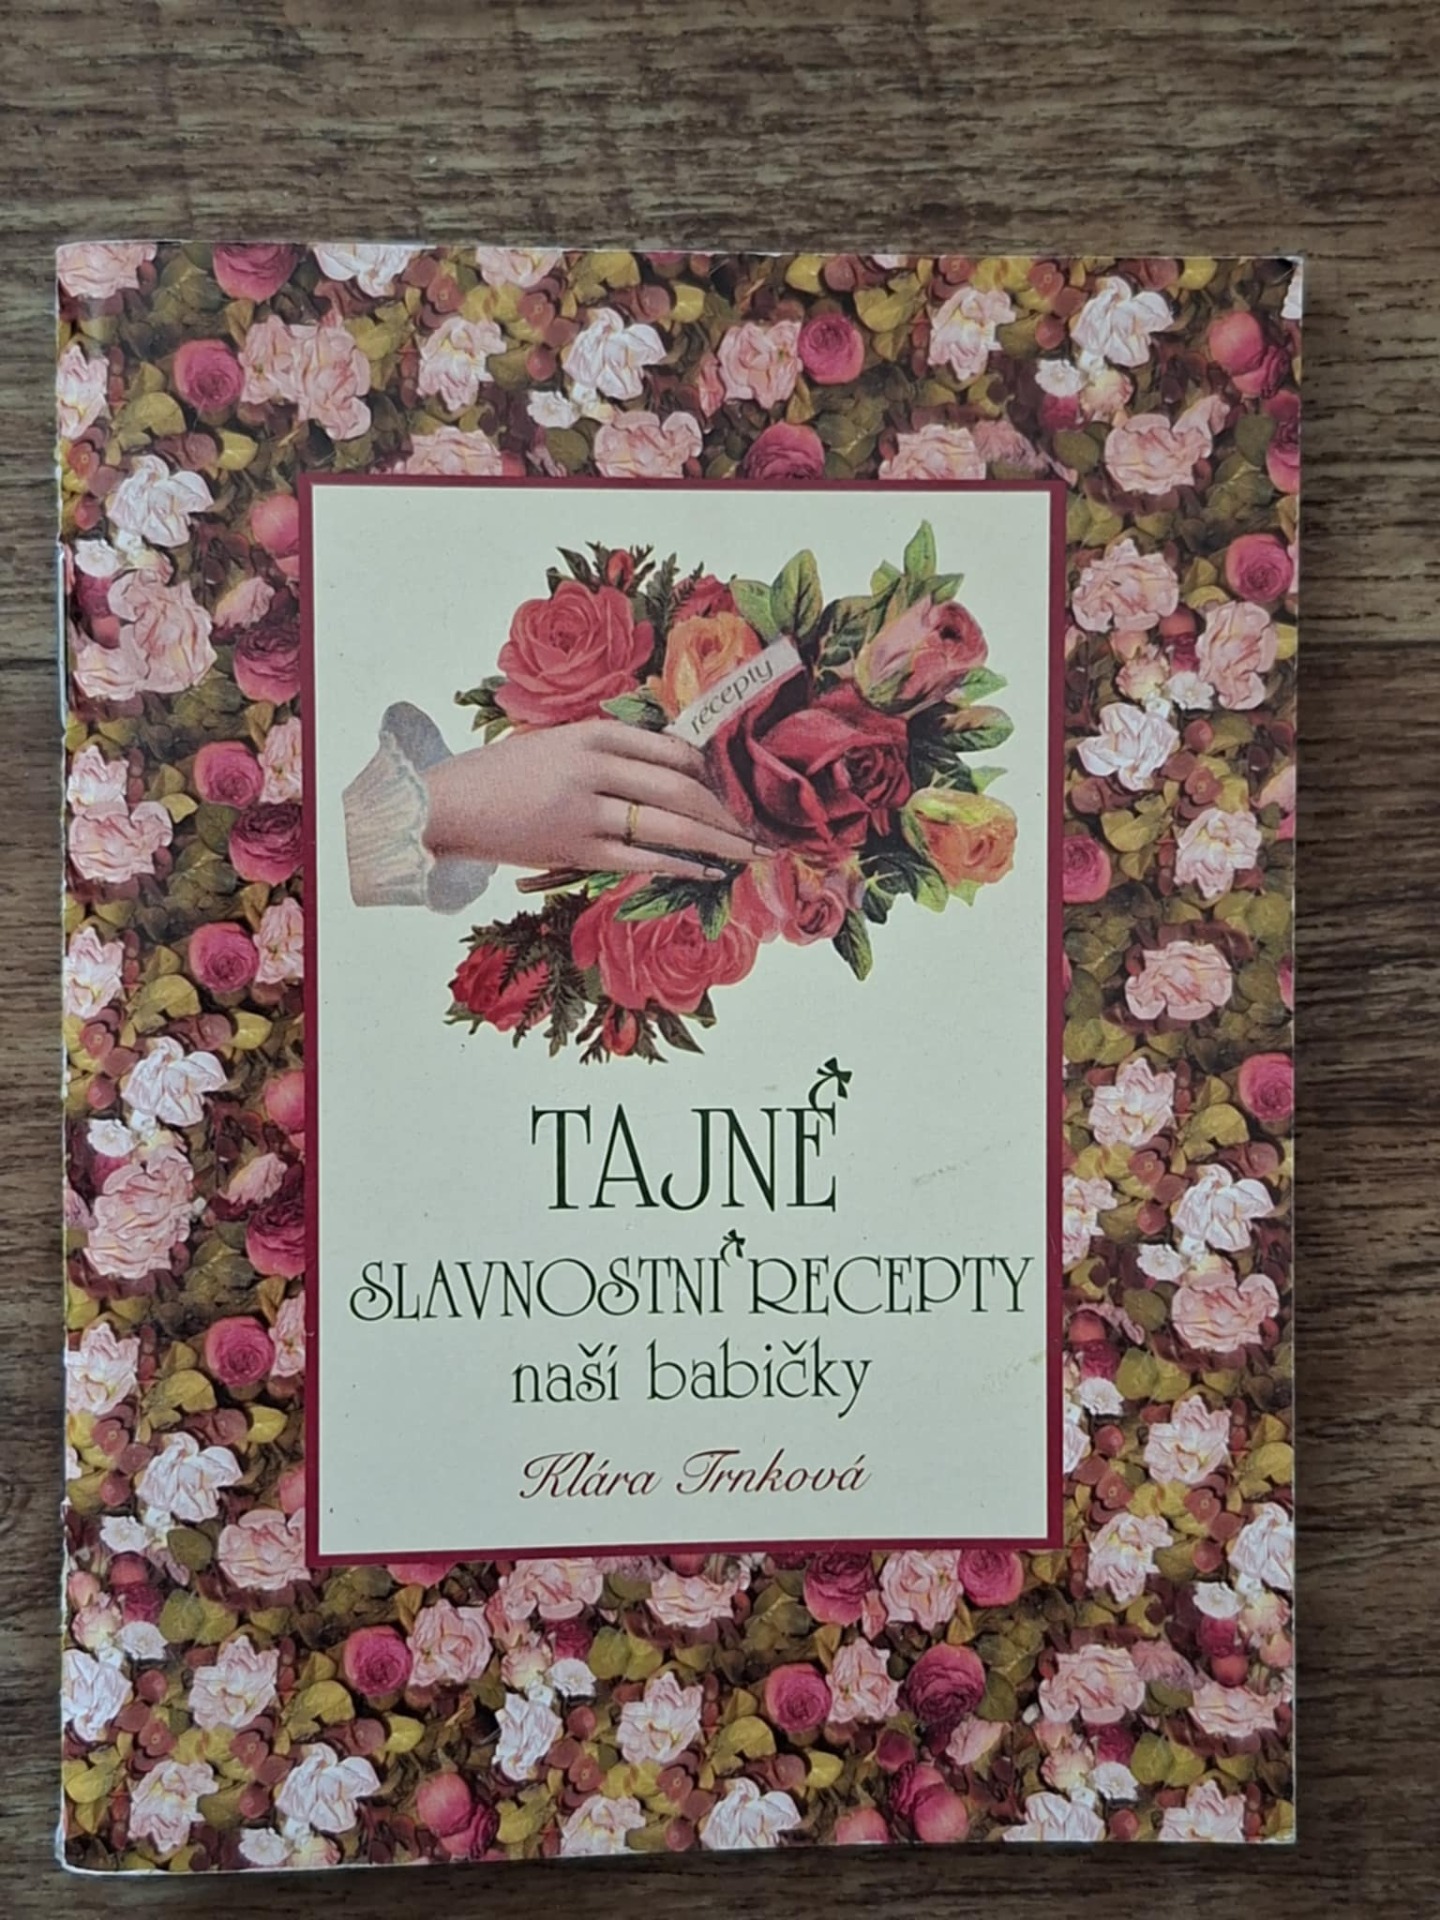 recepty
TAJNÉ
SLAVNOSTNÍ RECEPTY
naší babičky
Klára Trnková